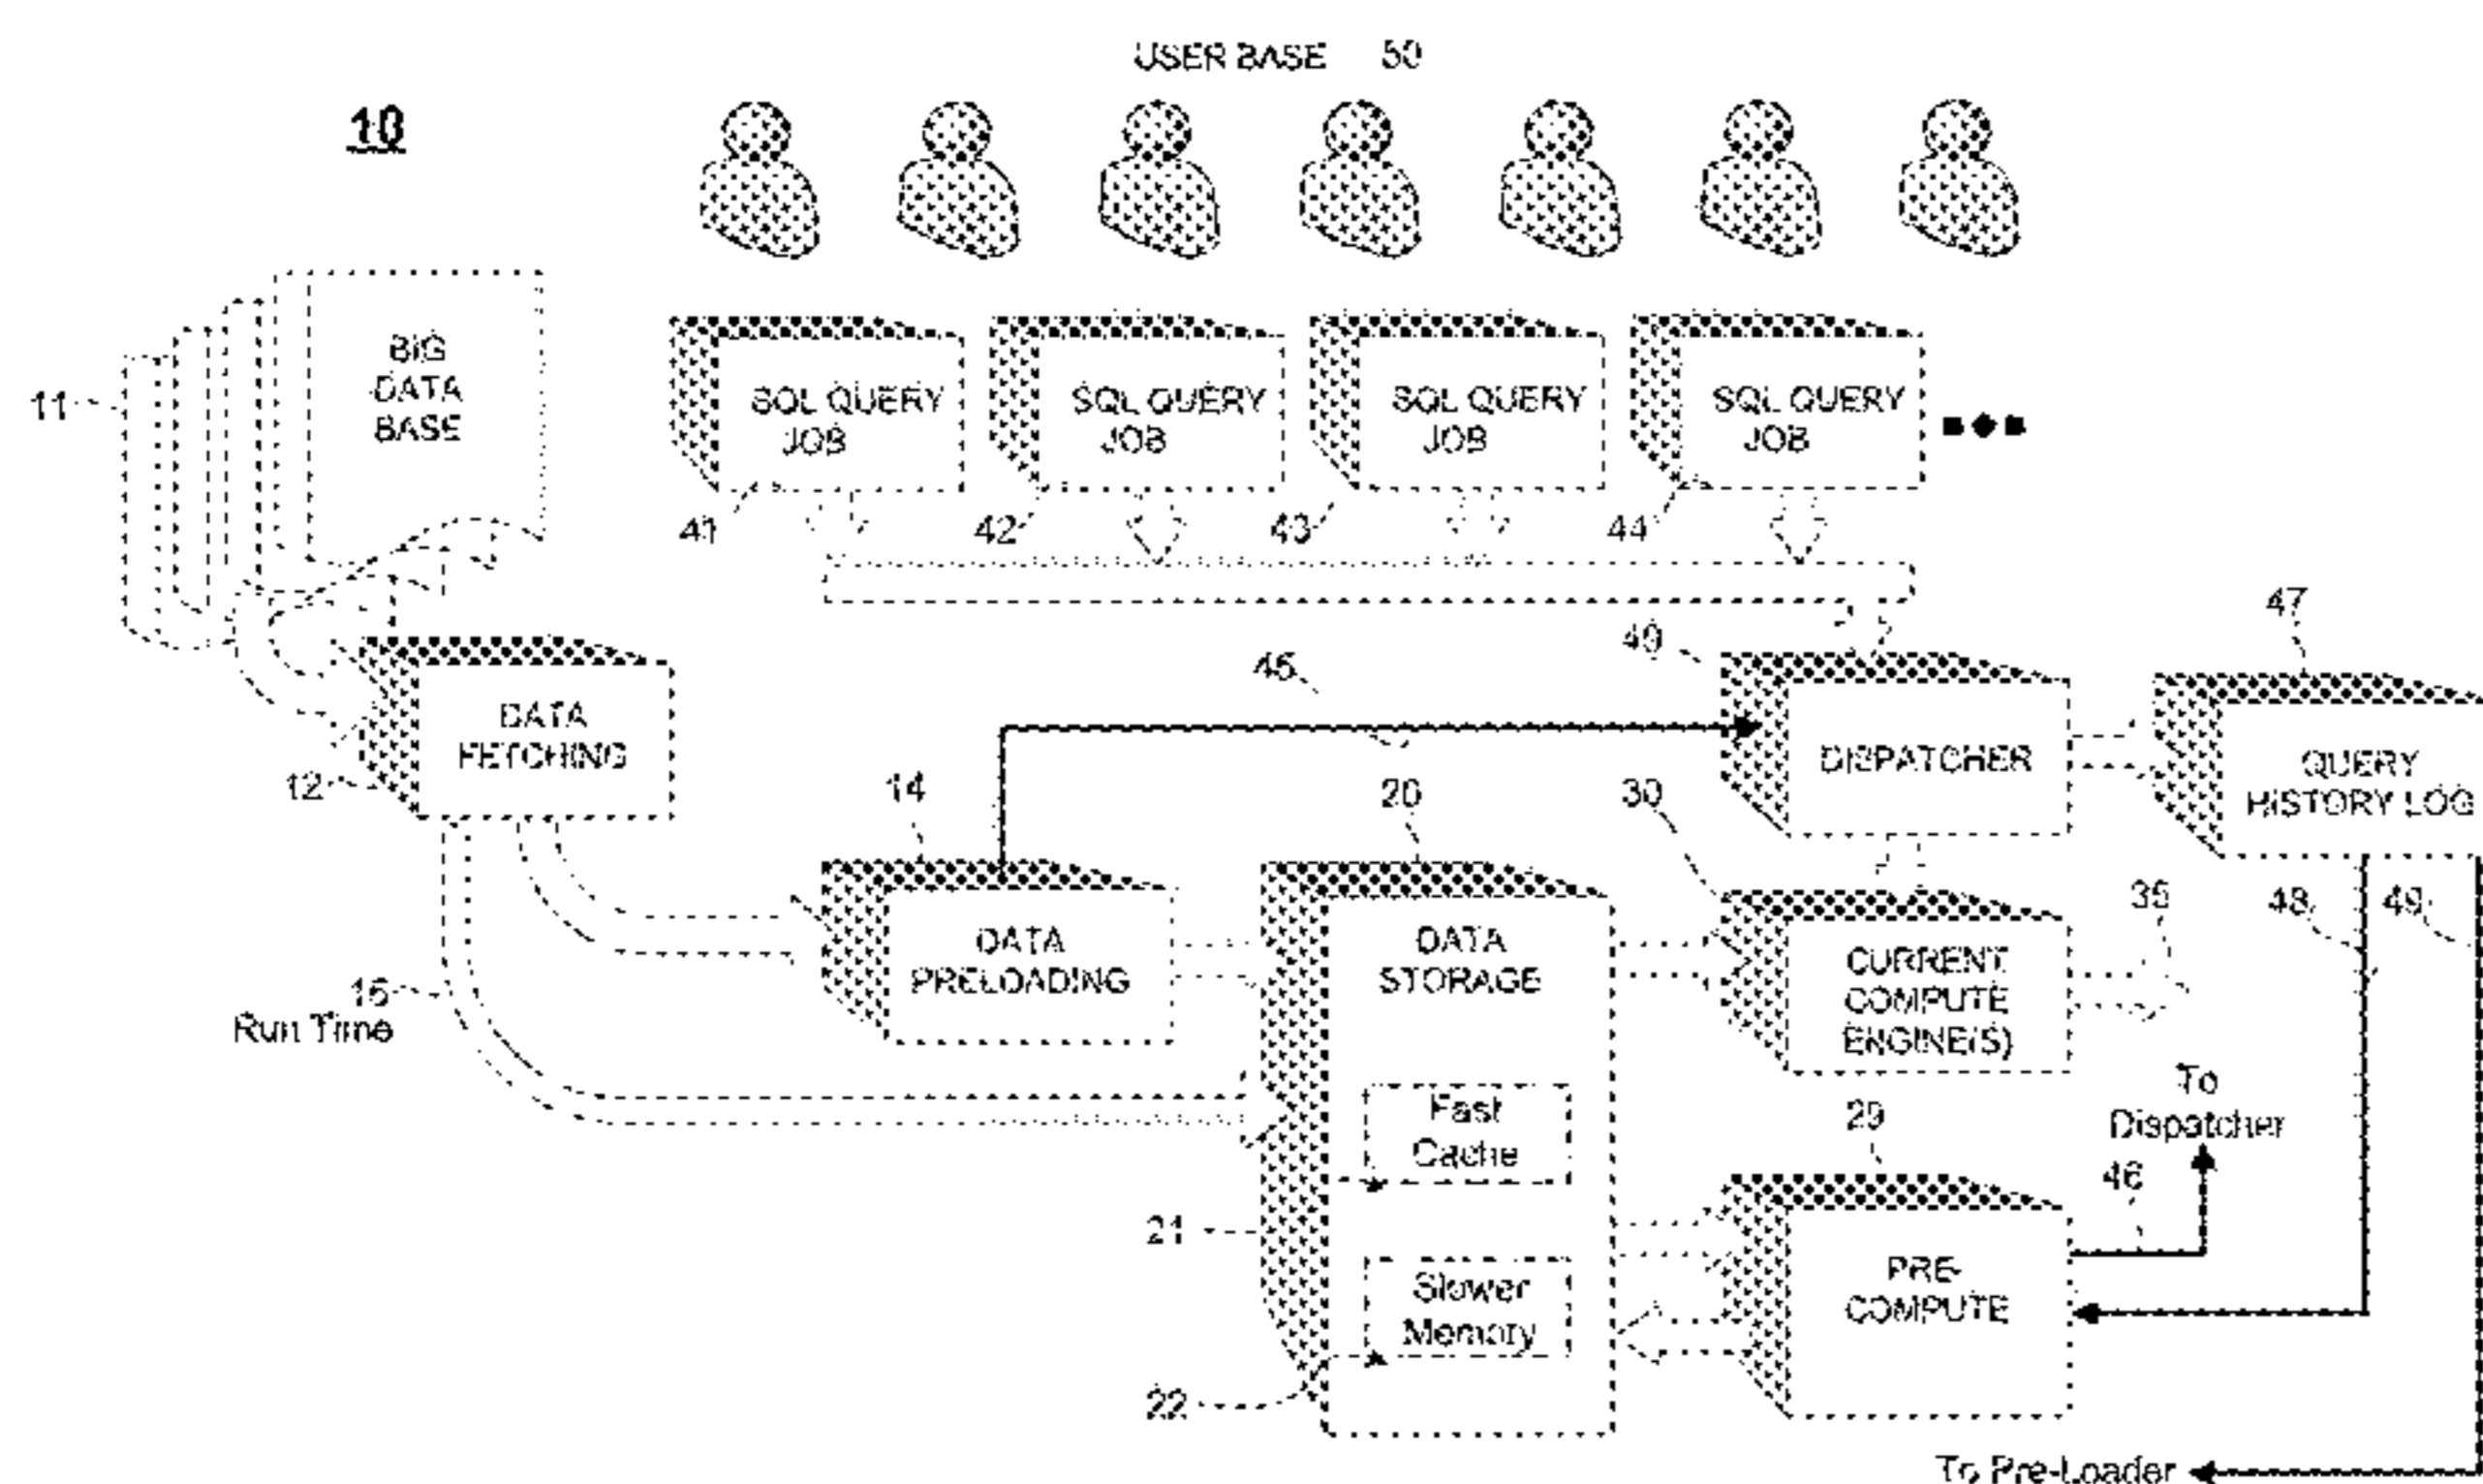 USER BASE 50
10
BIG
DATA
BASE
11
SQL QUERY
JOB
SQL QUERY
JOB
SQL QUERY
JOB
SQL QUERY
JOB
41
42
43
44
47
40
45
DATA
FETCHING
12
DISPATCHER
QUERY
HISTORY LOG
14
20
30
35
48
49
DATA
PRELOADING
DATA
STORAGE
CURRENT
COMPUTE
ENGINE(S)
15
Run Time
To
Dispatcher
Fast
Cache
29
46
21
Slower
Memory
PRE-
COMPUTE
22
To Pre-Loader